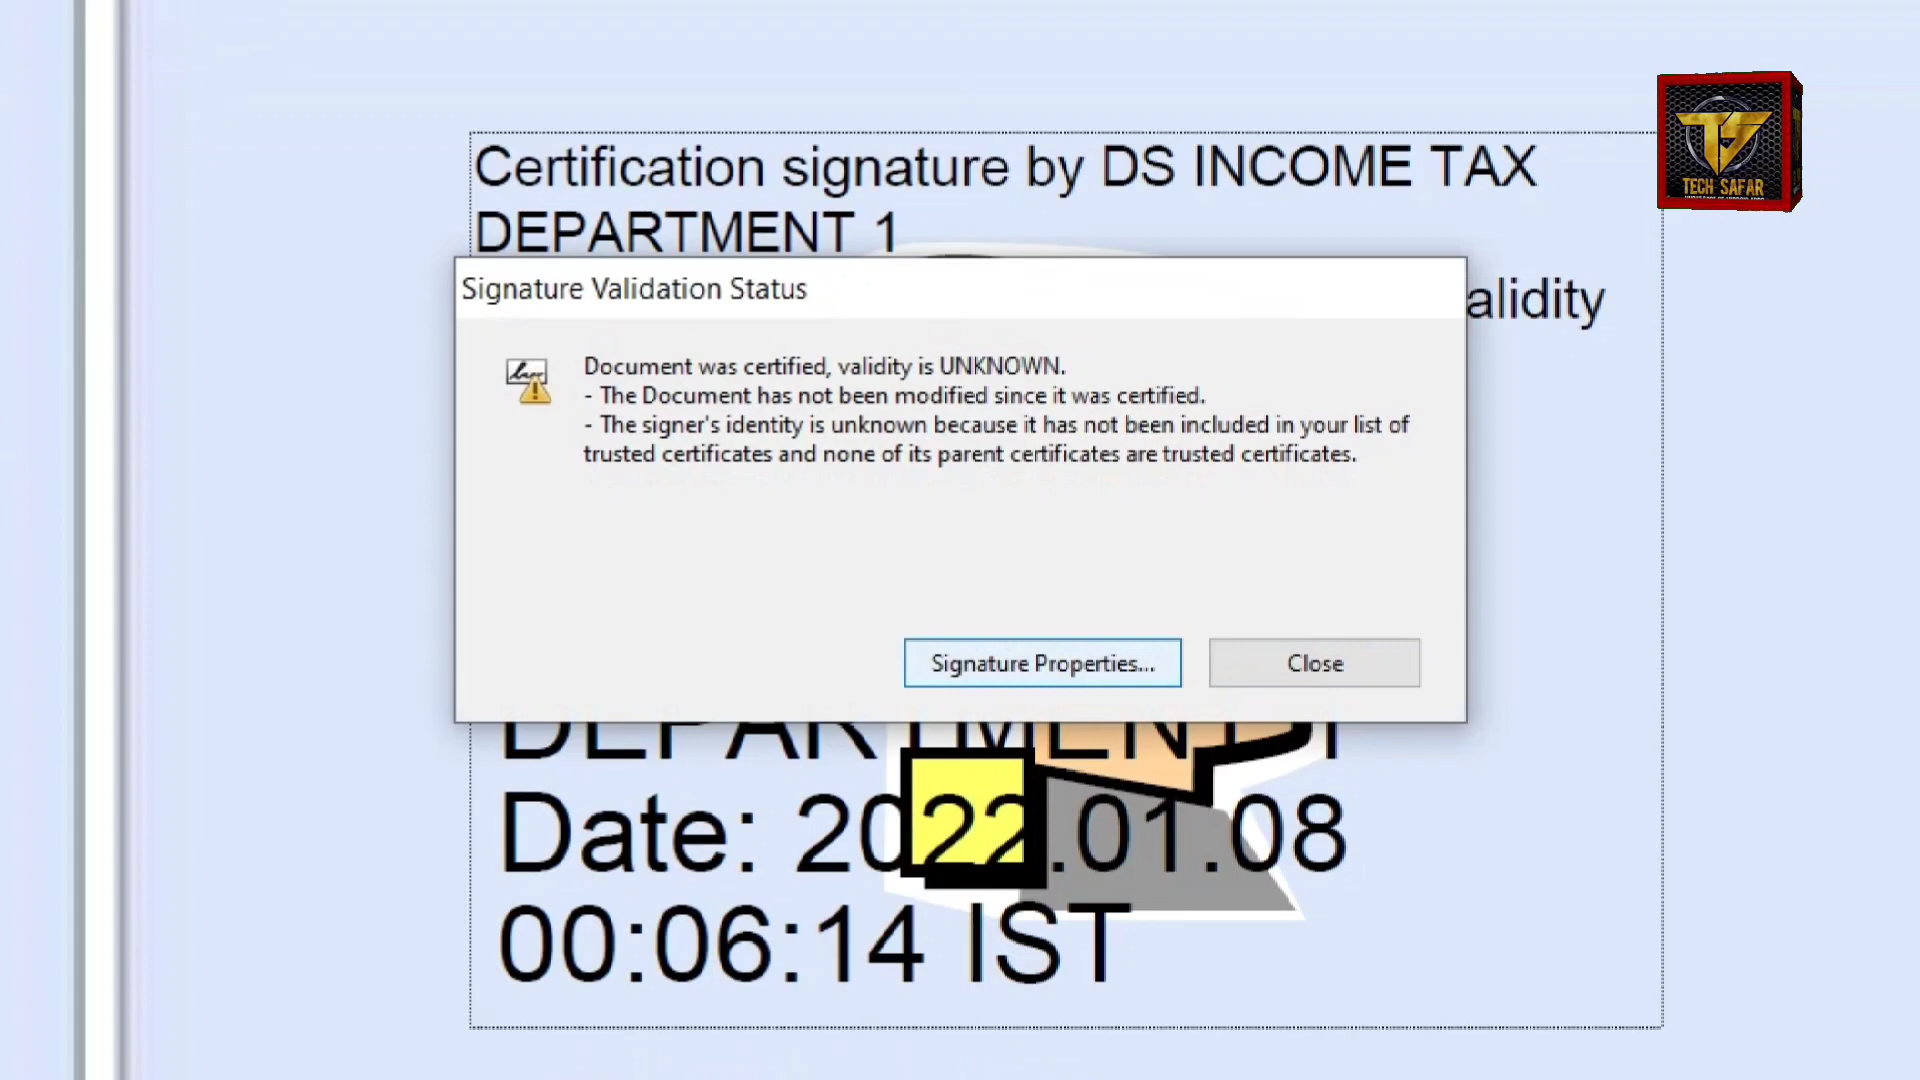 Certification signature by DS INCOME TAX
DEPARTMENT 1
alidity
Signature Validation Status
Document was certified, validity is UNKNOWN.
- The Document has not been modified since it was certified.
- The signer's identity is unknown because it has not been included in your list of
trusted certificates and none of its parent certificates are trusted certificates.
Signature Properties...
Close
DEPARTMENT 1
Date: 2022.01.08
00:06:14 IST
TS
TECH SAFAR